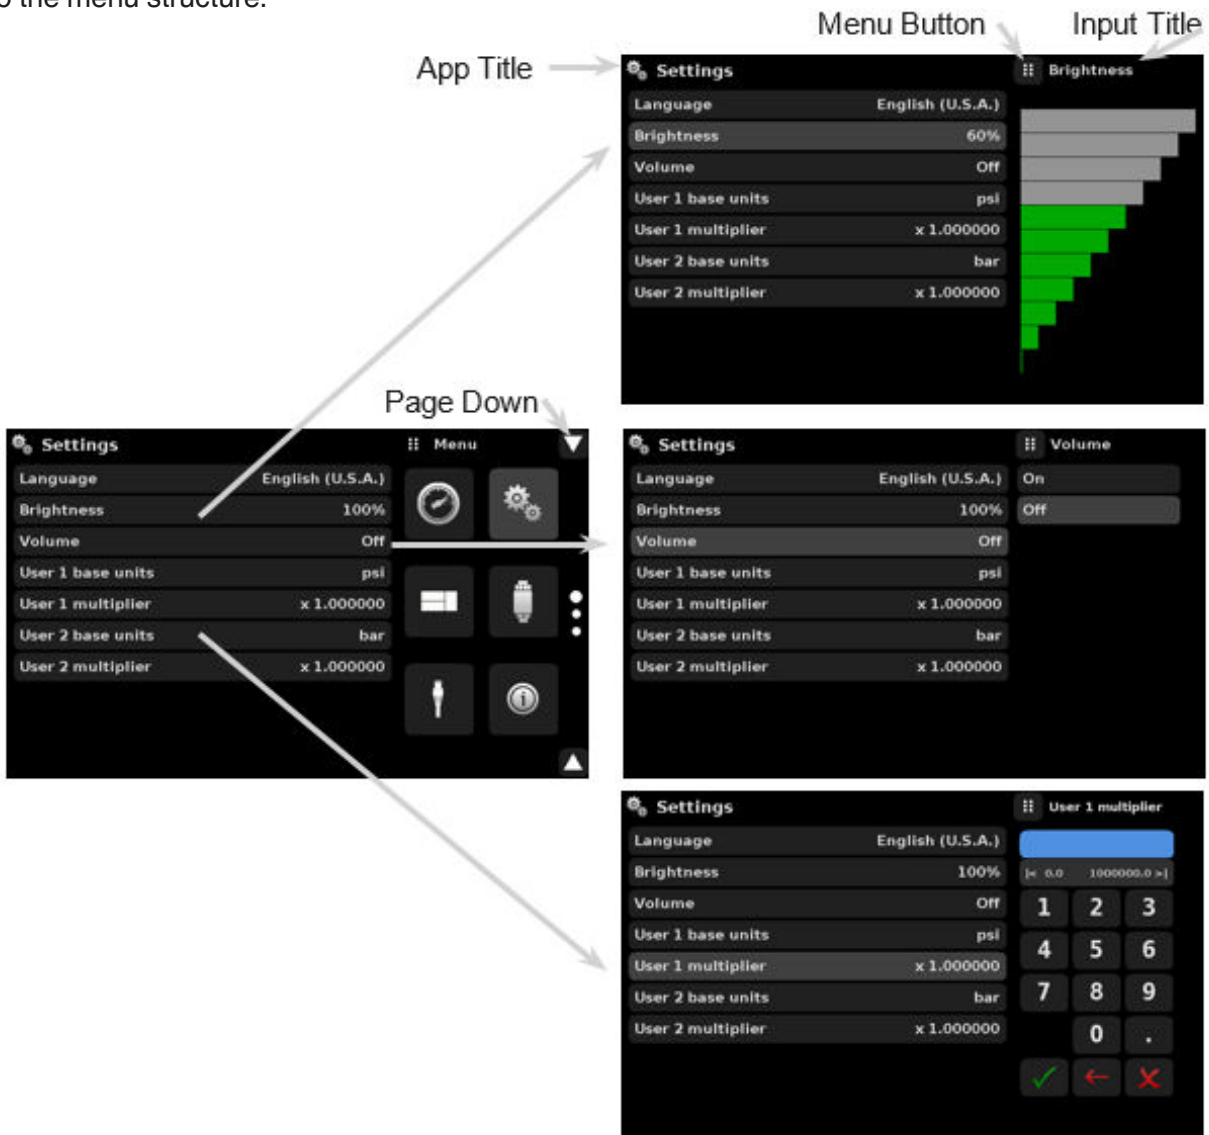 o the menu structure.
Menu Button
Input Title
App Title
Settings
Brightness
Language English (U.S.A.)
Brightness 60%
Volume Off
User 1 base units psi
User 1 multiplier x 1.000000
User 2 base units bar
User 2 multiplier x 1.000000
Page Down
Settings
Menu
Language English (U.S.A.)
Brightness 100%
Volume Off
User 1 base units psi
User 1 multiplier x 1.000000
User 2 base units bar
User 2 multiplier x 1.000000
Settings
Volume
Language English (U.S.A.)
On
Brightness 100%
Off
Volume Off
User 1 base units psi
User 1 multiplier x 1.000000
User 2 base units bar
User 2 multiplier x 1.000000
Settings
User 1 multiplier
Language English (U.S.A.)
Brightness 100%
Volume Off
User 1 base units psi
User 1 multiplier x 1.000000
User 2 base units bar
User 2 multiplier x 1.000000
|< 0.0 1000000.0 >|
1 2 3
4 5 6
7 8 9
0 .